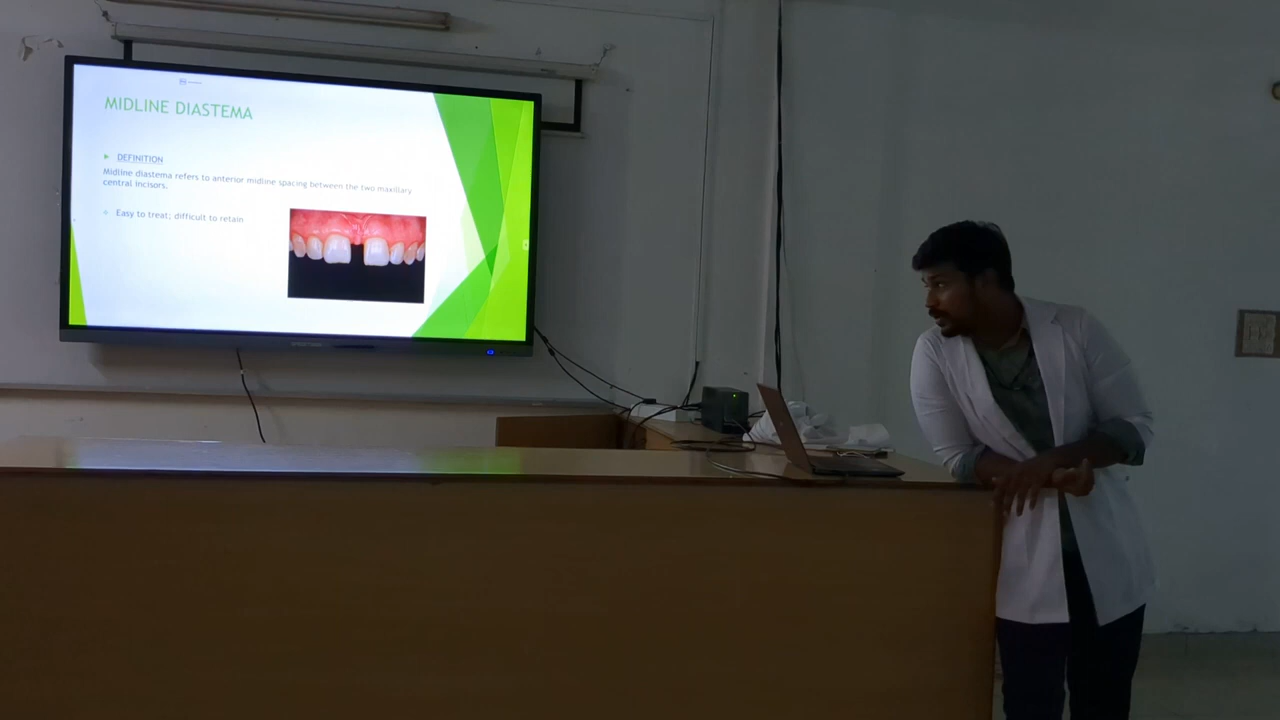 MIDLINE DIASTEMA
DEFINITION
Midline diastema refers to anterior midline spacing between the two maxillary
central incisors.
Easy to treat; difficult to retain